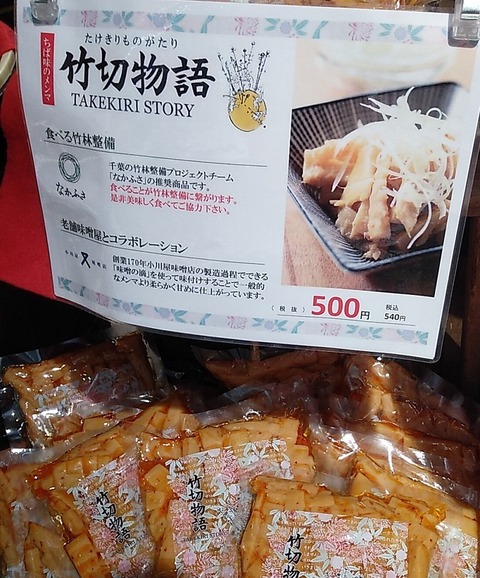 ちば味のメンマ
たけきりものがたり
竹切物語
TAKEKIRI STORY
食べる竹林整備
なかふさ
千葉の竹林整備プロジェクトチーム
「なかふさ」の推奨商品です。
食べることが竹林整備に繋がります。
是非美味しく食べてご協力下さい。
老舗味噌屋とコラボレーション
創業170年小川屋味噌店の製造過程でできる
「味噌の滴」を使って味付けすることで一般的
なメンマより柔らかく甘めに仕上がっています。
（税抜）500円
税込
540円
竹切物語
竹切物語
竹切物語